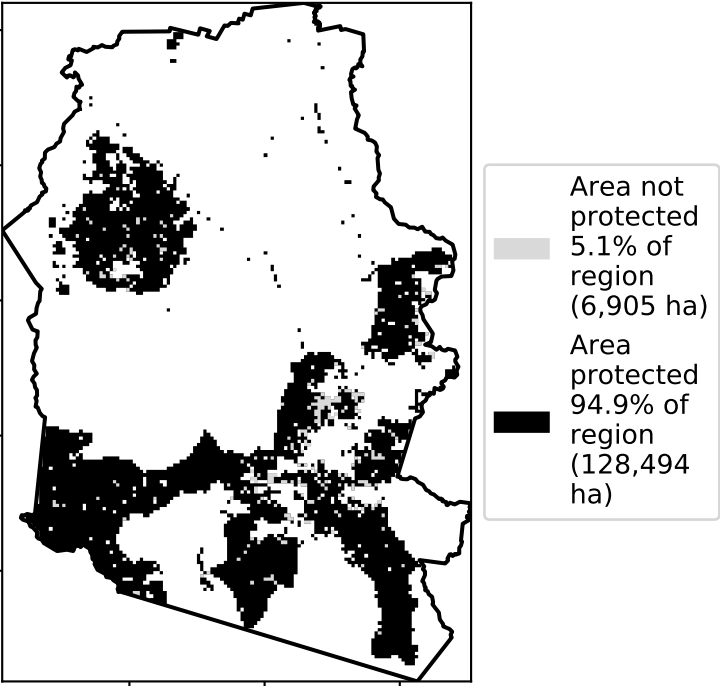 Area not
protected
5.1% of
region
(6,905 ha)
Area
protected
94.9% of
region
(128,494
ha)